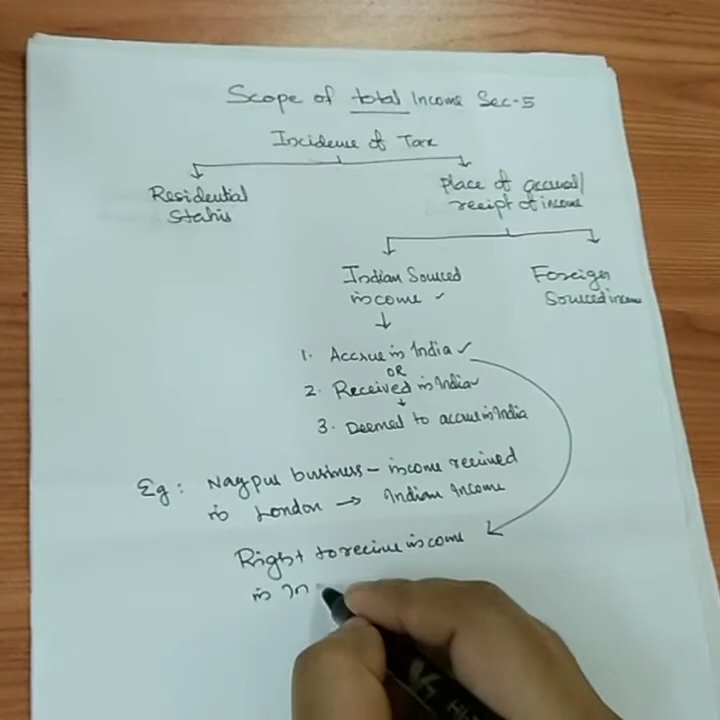 Scope of total Income Sec-5
Incidence of Tax
Residential
Status
Place of accrual/
receipt of income
Indian Sourced
income ✓
Foreign
Sourced income
1. Accrue in India ✓
OR
2. Received in India ✓
3. Deemed to accrue in India
Eg: Nagpur business – income received
in London → Indian Income
Right to receive income
is In